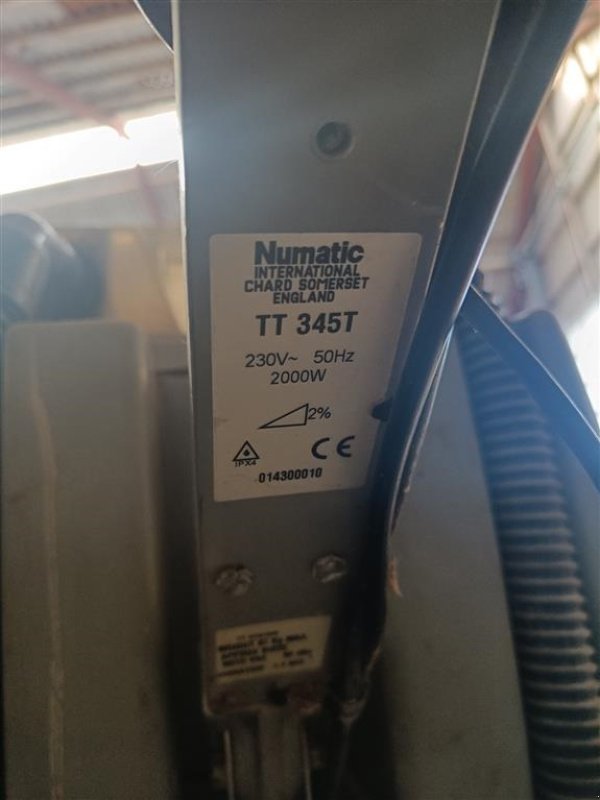 Numatic
INTERNATIONAL
CHARD SOMERSET
ENGLAND
TT 345T
230V~ 50Hz
2000W
2%
IPX4 CE
014300010